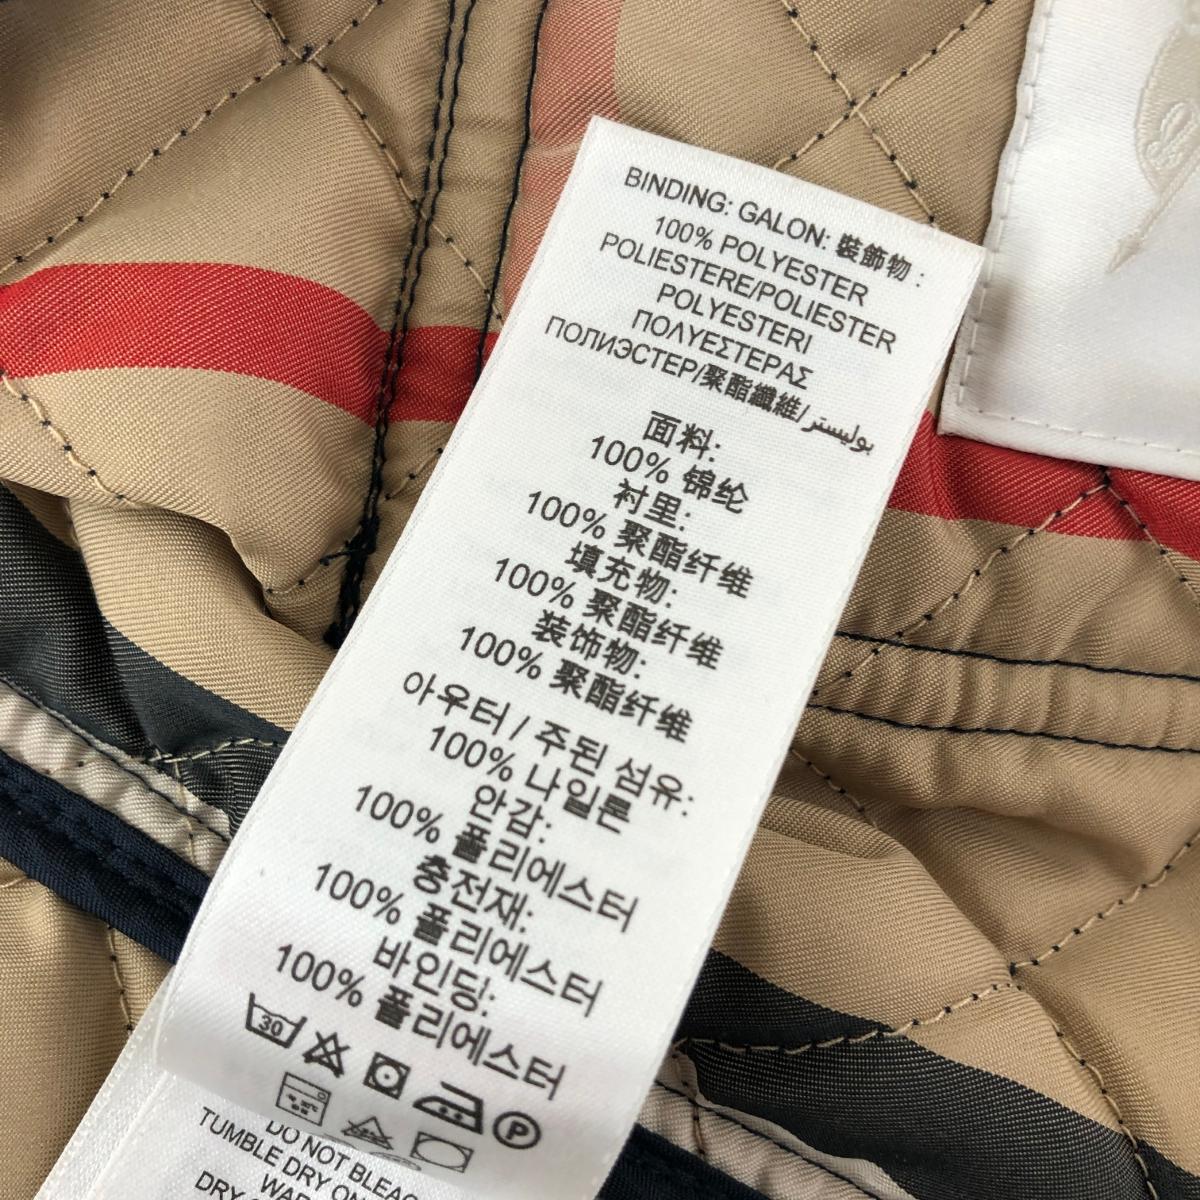 BINDING: GALON: 裝飾物 :
100% POLYESTER
POLIESTERE/POLIESTER
POLYESTERI
ΠΟΛΥΕΣΤΕΡΑΣ
ПОЛИЭСТЕР/聚酯纖維/بوليستر
面料:
100% 锦纶
衬里:
100% 聚酯纤维
填充物:
100% 聚酯纤维
装饰物:
100% 聚酯纤维
아우터 / 주된 섬유:
100% 나일론
안감:
100% 폴리에스터
충전재:
100% 폴리에스터
바인딩:
100% 폴리에스터
30 P
DO NOT BLEAC
TUMBLE DRY ON
WAR
DRY